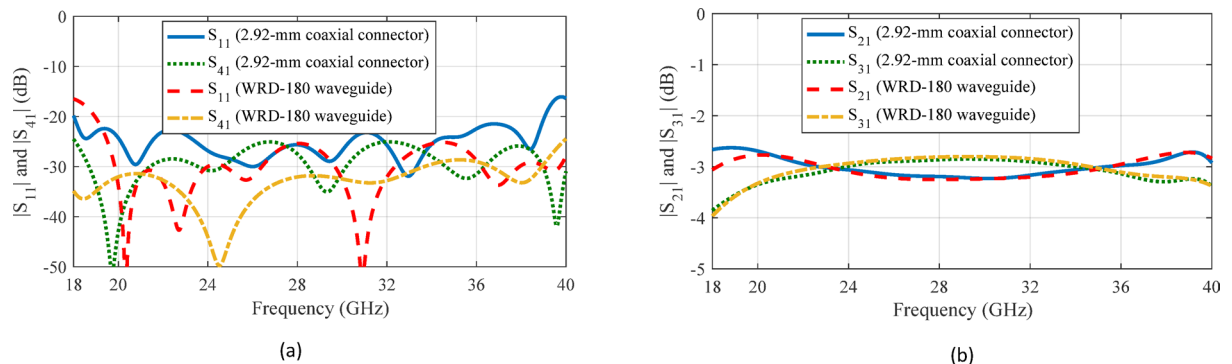 0
-10
-20
-30
-40
-50
|S11| and |S41| (dB)
S11 (2.92-mm coaxial connector)
S41 (2.92-mm coaxial connector)
S11 (WRD-180 waveguide)
S41 (WRD-180 waveguide)
18 20 24 28 32 36 40
Frequency (GHz)
(a)
0
-1
-2
-3
-4
-5
|S21| and |S31| (dB)
S21 (2.92-mm coaxial connector)
S31 (2.92-mm coaxial connector)
S21 (WRD-180 waveguide)
S31 (WRD-180 waveguide)
18 20 24 28 32 36 40
Frequency (GHz)
(b)